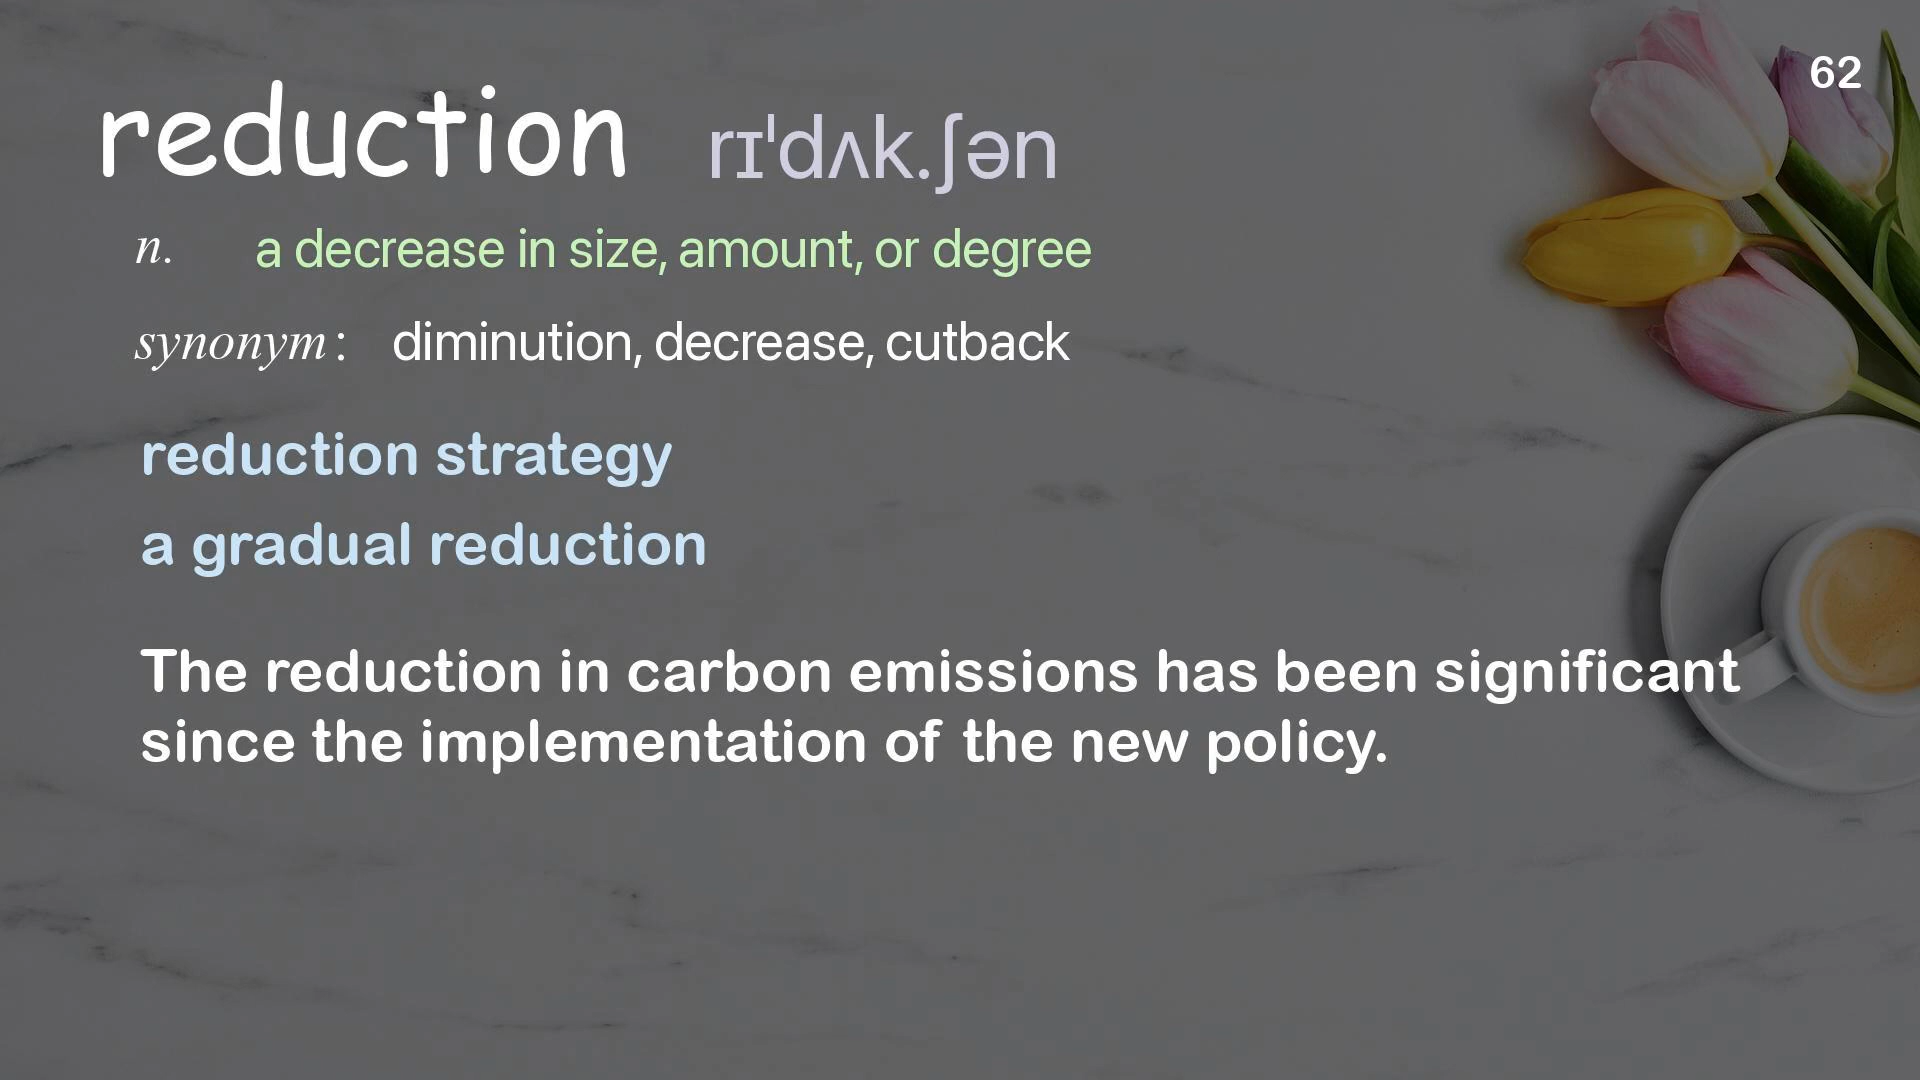 62
reduction rɪˈdʌk.ʃən
n. a decrease in size, amount, or degree
synonym: diminution, decrease, cutback
reduction strategy
a gradual reduction
The reduction in carbon emissions has been significant
since the implementation of the new policy.